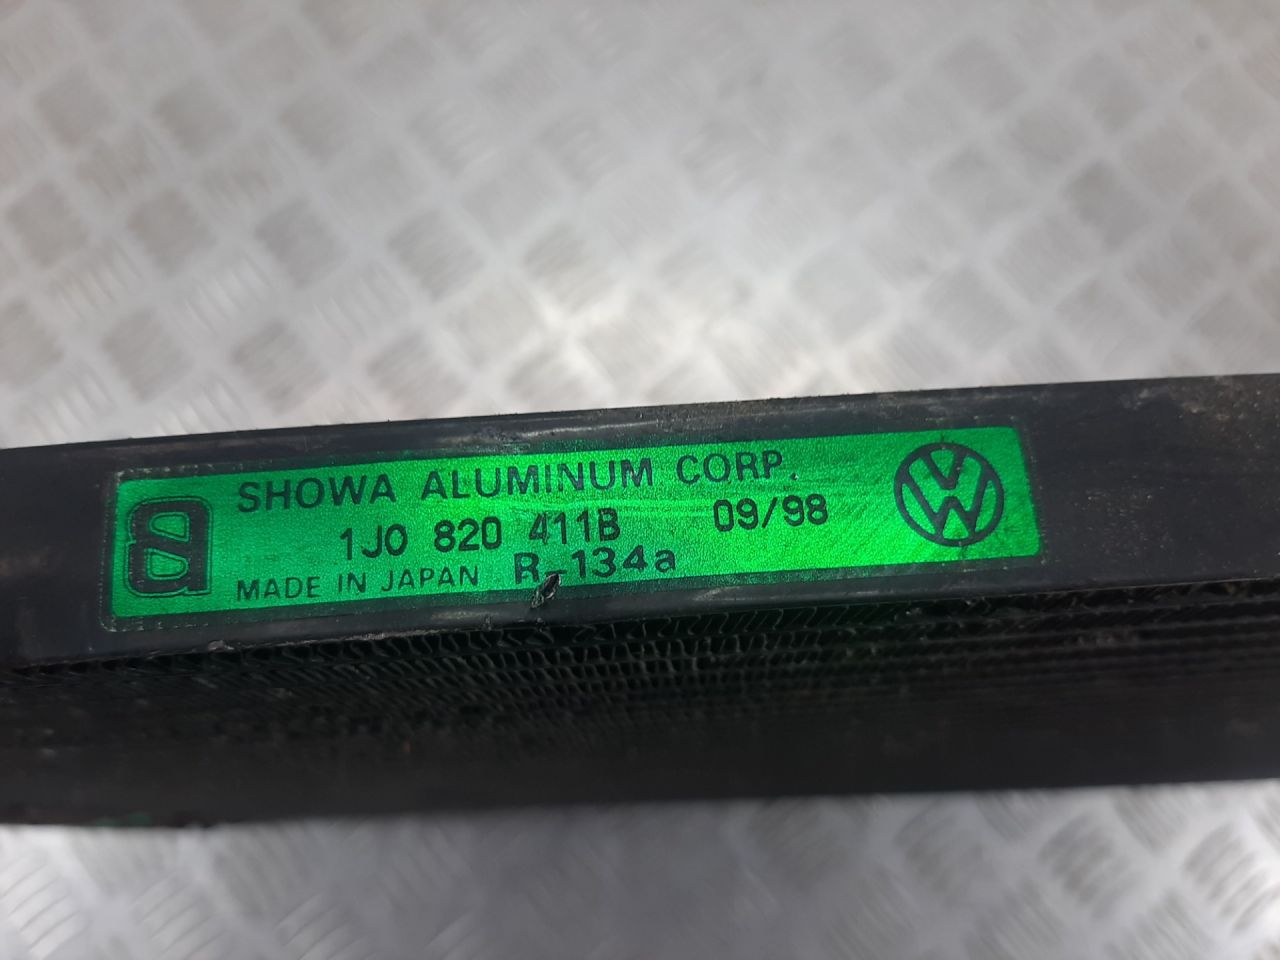 SHOWA ALUMINUM CORP.
1J0 820 411B 09/98
MADE IN JAPAN R-134a